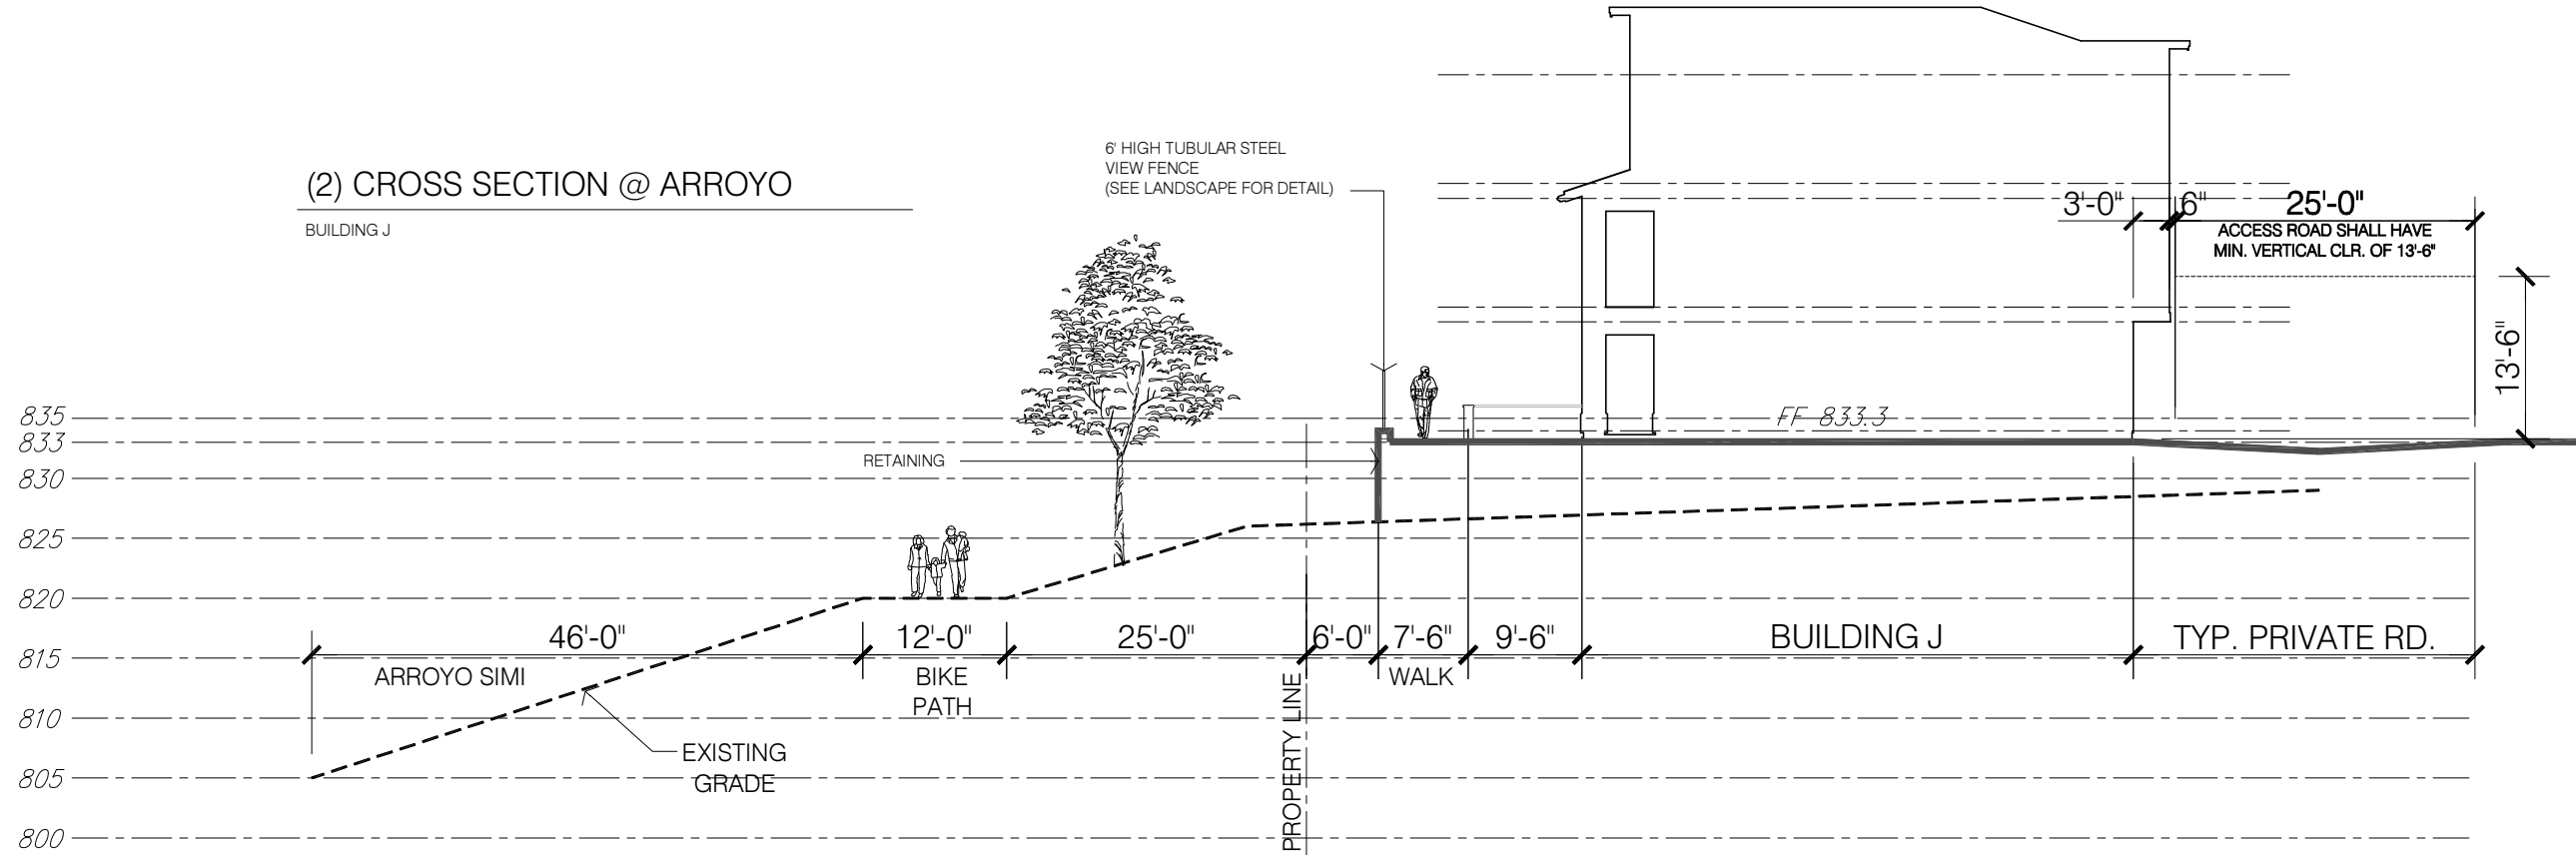 (2) CROSS SECTION @ ARROYO
BUILDING J
6' HIGH TUBULAR STEEL
VIEW FENCE
(SEE LANDSCAPE FOR DETAIL)
3'-0"
6"
25'-0"
ACCESS ROAD SHALL HAVE
MIN. VERTICAL CLR. OF 13'-6"
13'-6"
835
833
830
825
820
815
810
805
800
FF 833.3
RETAINING
46'-0"
12'-0"
25'-0"
6'-0"
7'-6"
9'-6"
BUILDING J
TYP. PRIVATE RD.
ARROYO SIMI
BIKE
PATH
WALK
PROPERTY LINE
EXISTING
GRADE